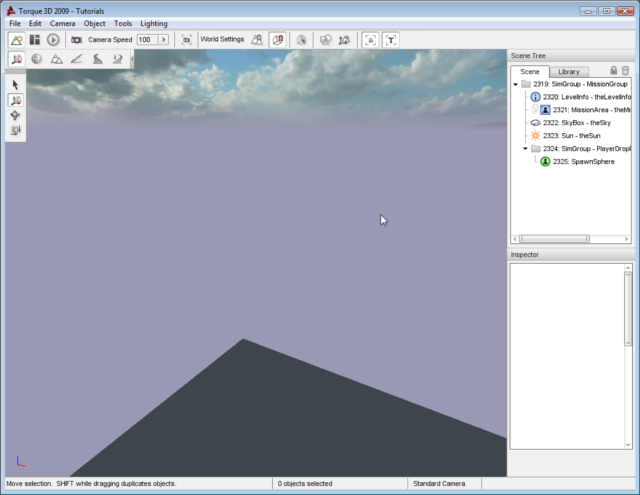 Torque 3D 2009 - Tutorials
File Edit Camera Object Tools Lighting
Camera Speed 100 World Settings T
Scene Tree
Scene Library
2319: SimGroup - MissionGroup
2320: LevelInfo - theLevelInfo
2321: MissionArea - theMi
2322: SkyBox - theSky
2323: Sun - theSun
2324: SimGroup - PlayerDropP
2325: SpawnSphere
Inspector
Move selection. SHIFT while dragging duplicates objects. 0 objects selected Standard Camera